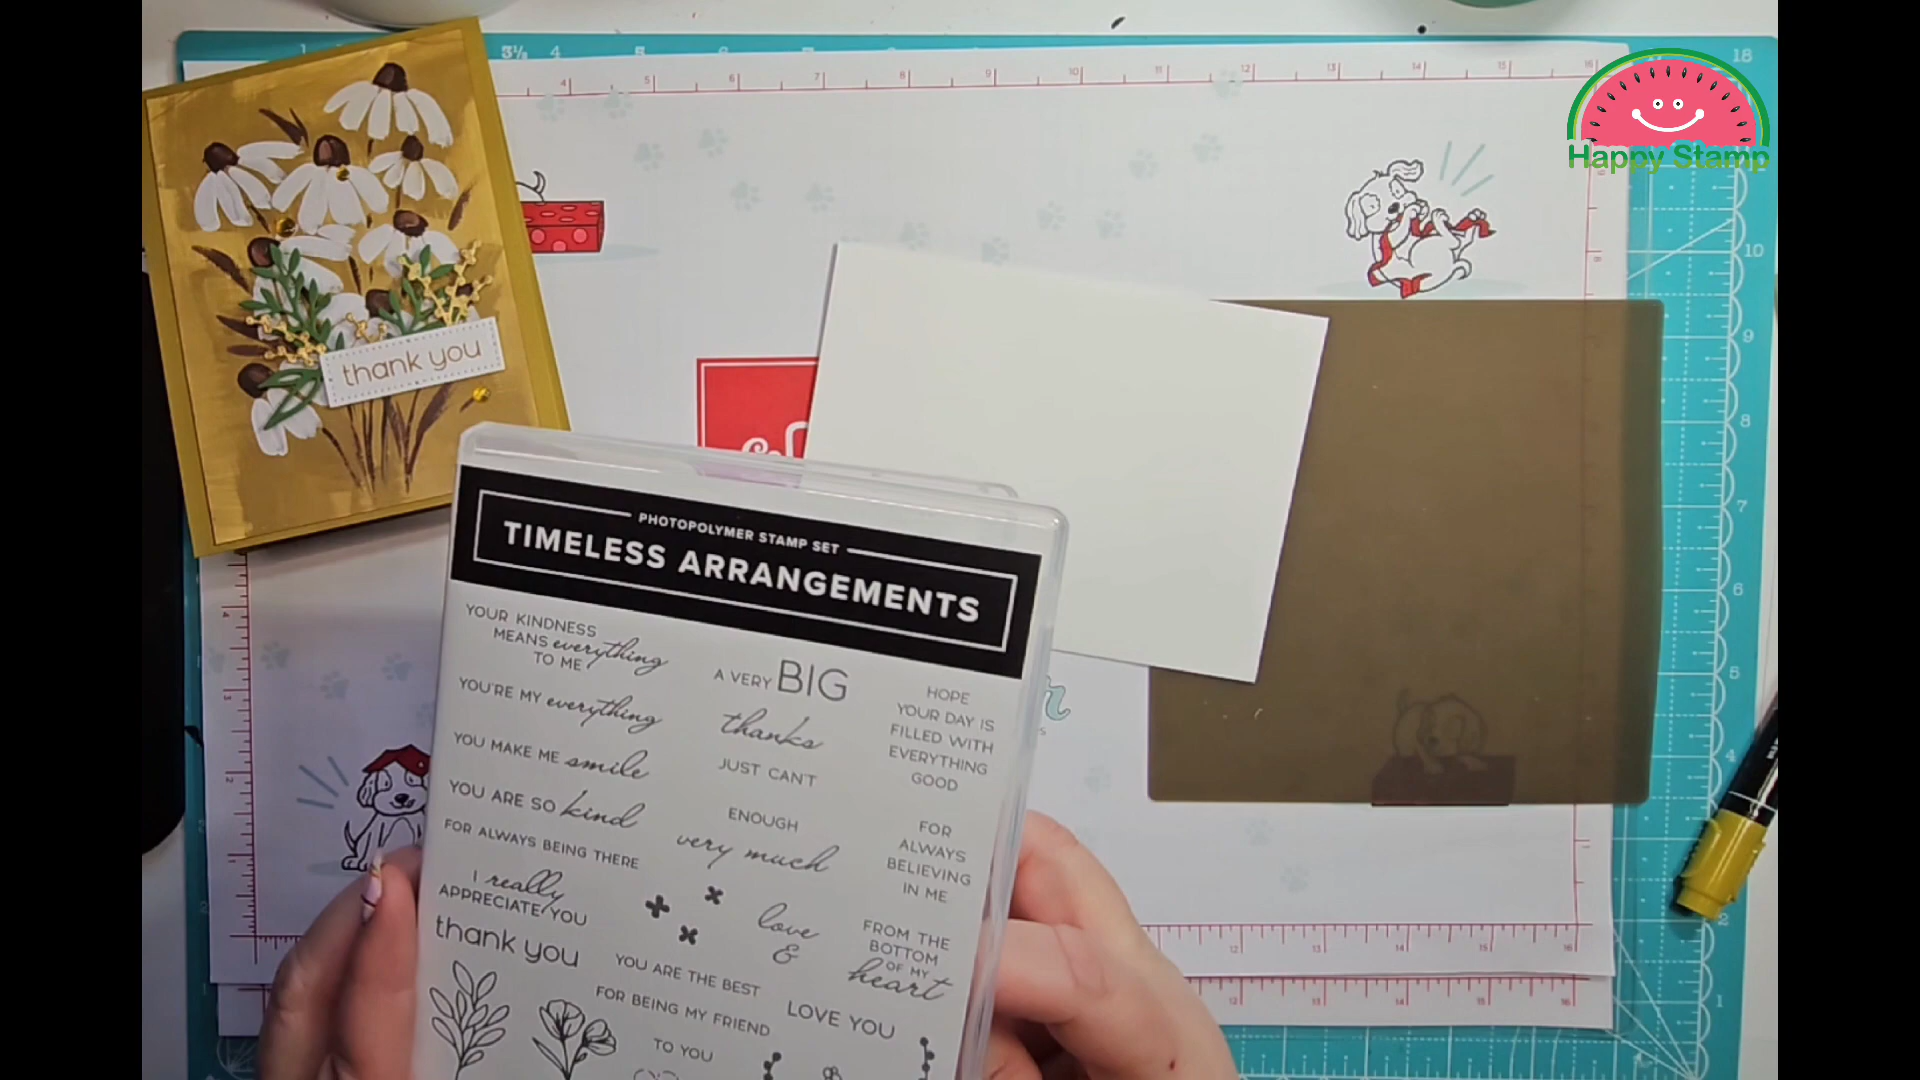 Happy Stamp
thank you
PHOTOPOLYMER STAMP SET
TIMELESS ARRANGEMENTS
YOUR KINDNESS
MEANS everything
TO ME
YOU'RE MY everything
YOU MAKE ME smile
YOU ARE SO kind
FOR ALWAYS BEING THERE
I really
APPRECIATE YOU
thank you
A VERY BIG
thanks
JUST CAN'T
ENOUGH
very much
love
&
YOU ARE THE BEST
FOR BEING MY FRIEND
TO YOU
HOPE
YOUR DAY IS
FILLED WITH
EVERYTHING
GOOD
FOR
ALWAYS
BELIEVING
IN ME
FROM THE
BOTTOM
OF MY
heart
LOVE YOU